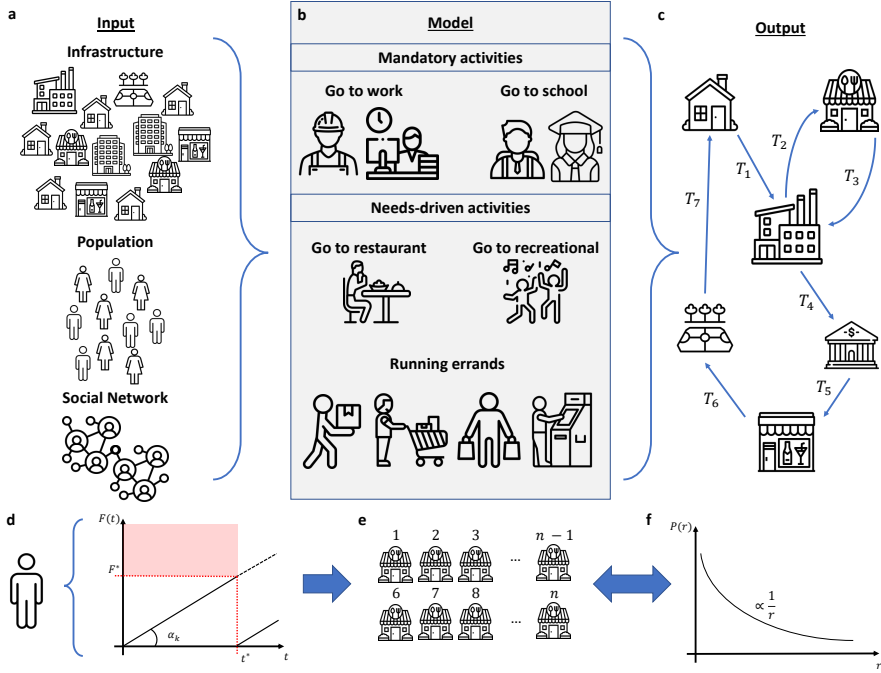 a
Input
Infrastructure
Population
Social Network
b
Model
Mandatory activities
Go to work
Go to school
Needs-driven activities
Go to restaurant
Go to recreational
Running errands
c
Output
$
T₁
T₂
T₃
T₄
T₅
T₆
T₇
d
F(t)
F*
αₖ
t*
t
e
1 2 3 ... n − 1
6 7 8 ... n
f
P(r)
∝ 1/r
r